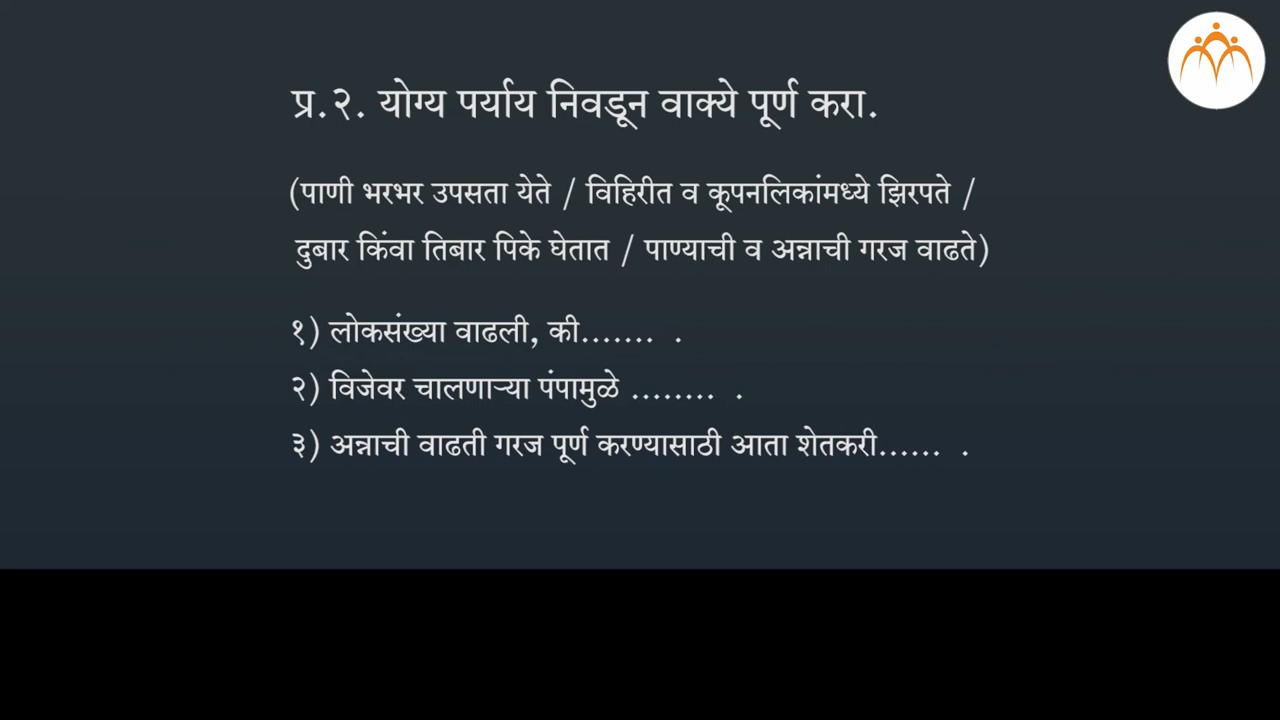 प्र.२. योग्य पर्याय निवडून वाक्ये पूर्ण करा.
(पाणी भरभर उपसता येते / विहिरीत व कूपनलिकांमध्ये झिरपते /
दुबार किंवा तिबार पिके घेतात / पाण्याची व अन्नाची गरज वाढते)
१) लोकसंख्या वाढली, की....... .
२) विजेवर चालणाऱ्या पंपामुळे ........ .
३) अन्नाची वाढती गरज पूर्ण करण्यासाठी आता शेतकरी...... .